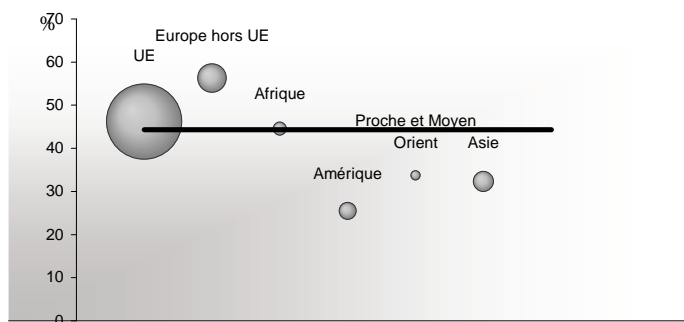 %
70
Europe hors UE
60
UE
50
Afrique
40
Proche et Moyen
Orient
Asie
30
Amérique
20
10
0